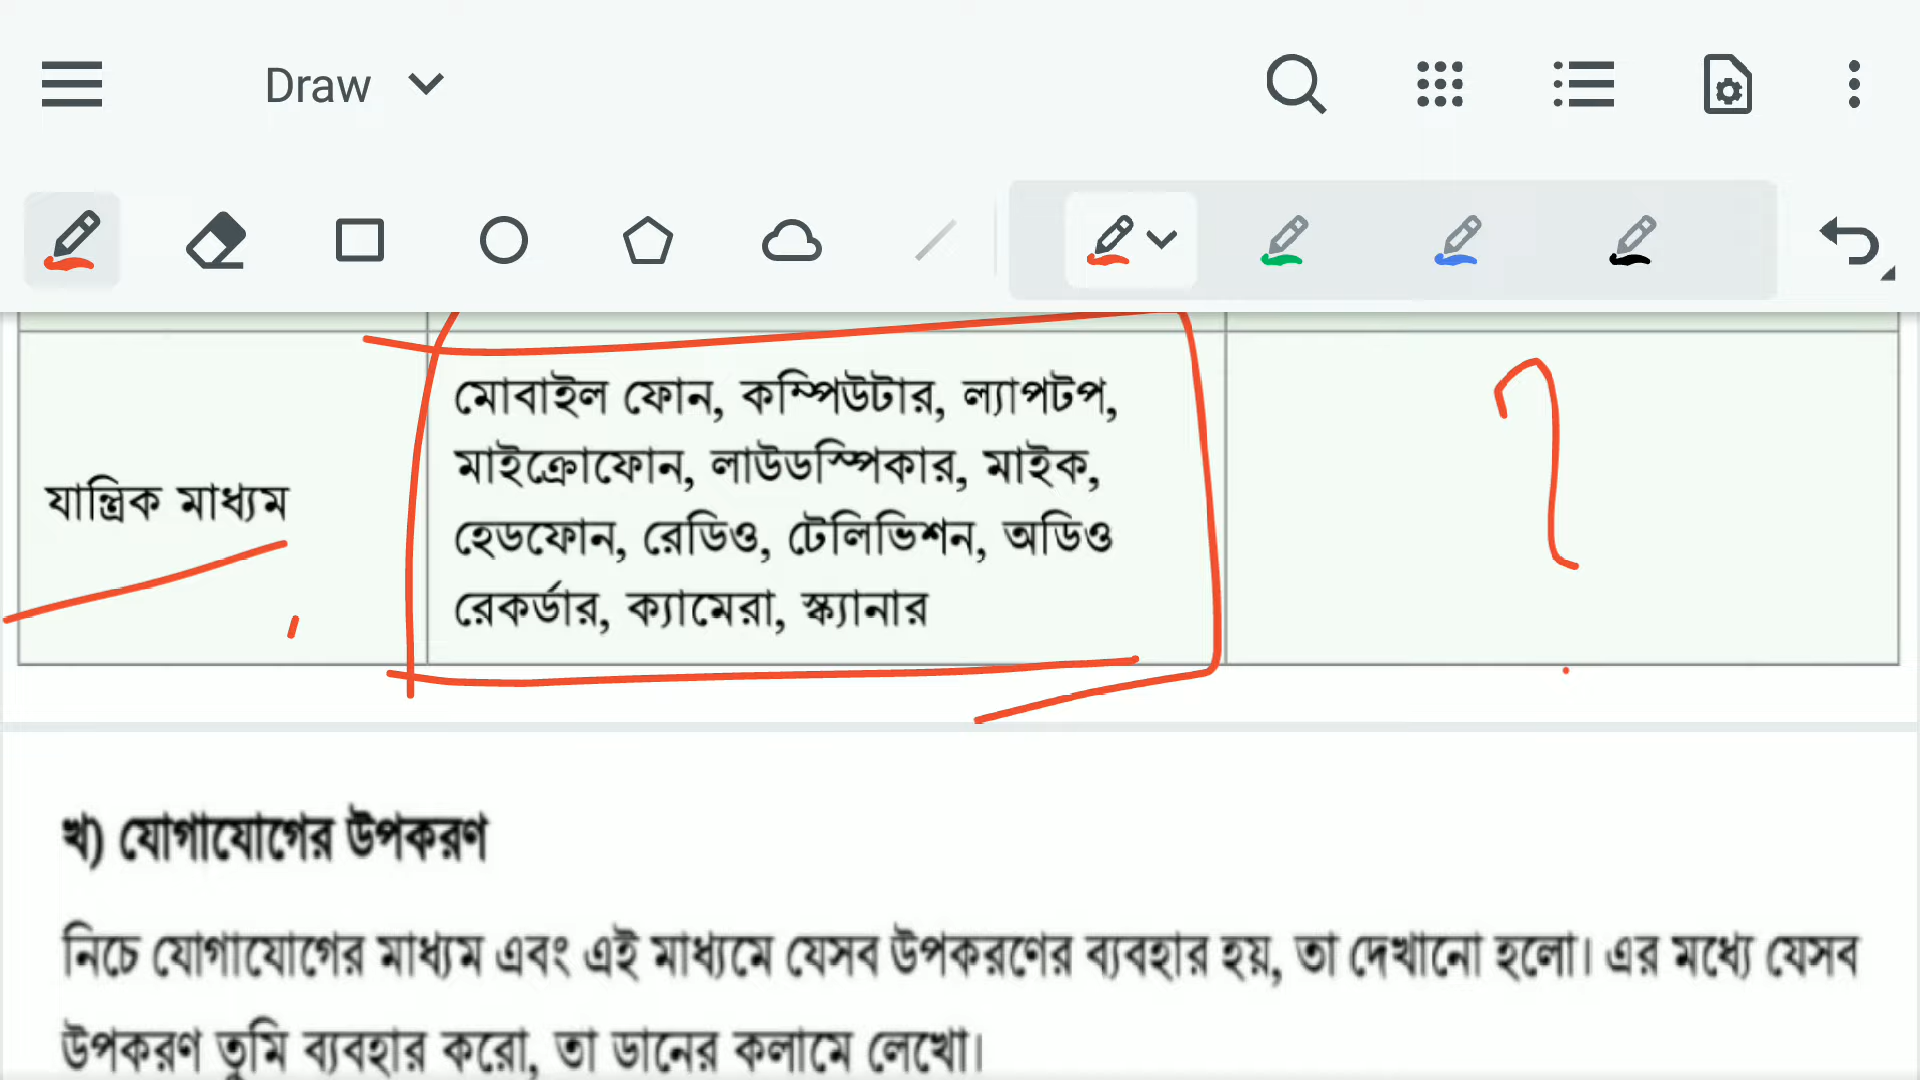 Draw
মোবাইল ফোন, কম্পিউটার, ল্যাপটপ,
মাইক্রোফোন, লাউডস্পিকার, মাইক,
যান্ত্রিক মাধ্যম
হেডফোন, রেডিও, টেলিভিশন, অডিও
রেকর্ডার, ক্যামেরা, স্ক্যানার
?
খ) যোগাযোগের উপকরণ
নিচে যোগাযোগের মাধ্যম এবং এই মাধ্যমে যেসব উপকরণের ব্যবহার হয়, তা দেখানো হলো। এর মধ্যে যেসব
উপকরণ তুমি ব্যবহার করো, তা ডানের কলামে লেখো।